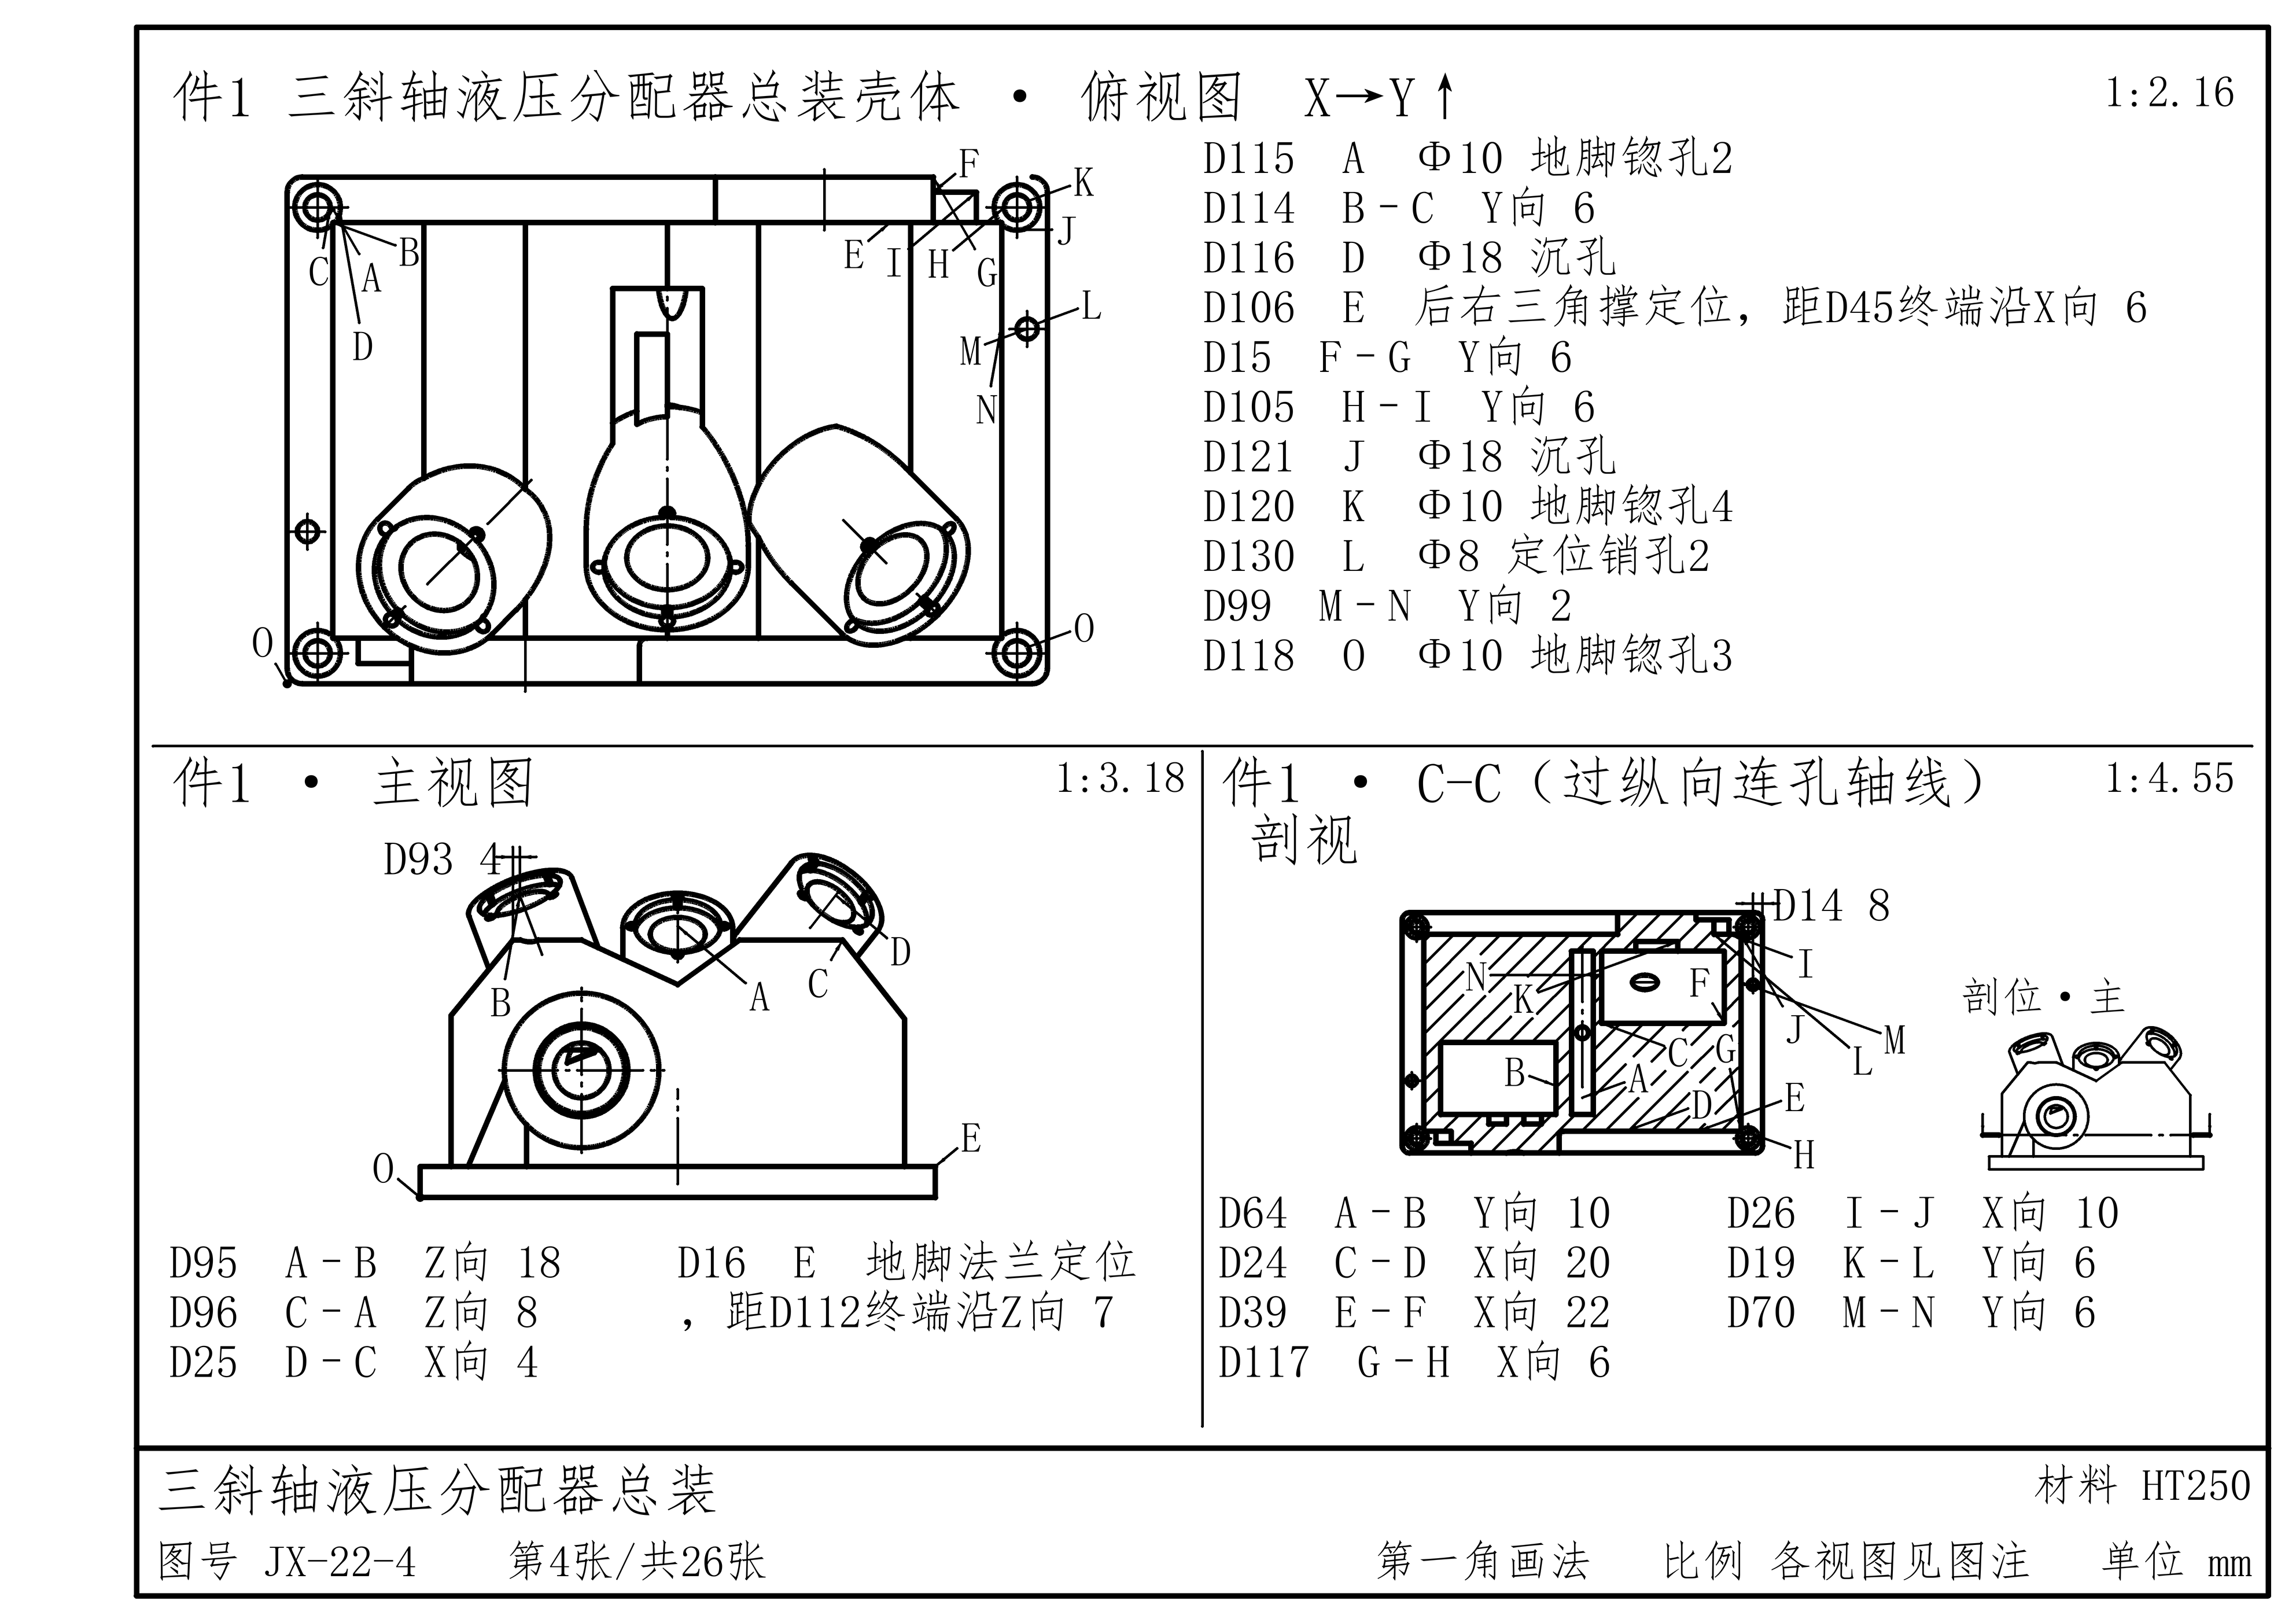 件1 三斜轴液压分配器总装壳体 · 俯视图 X→Y↑
1:2.16
F
K
J
E
I
H
G
C
A
B
D
L
M
N
O
O
D115 A Φ10 地脚锪孔2
D114 B-C Y向 6
D116 D Φ18 沉孔
D106 E 后右三角撑定位，距D45终端沿X向 6
D15 F-G Y向 6
D105 H-I Y向 6
D121 J Φ18 沉孔
D120 K Φ10 地脚锪孔4
D130 L Φ8 定位销孔2
D99 M-N Y向 2
D118 O Φ10 地脚锪孔3
件1 · 主视图
1:3.18
D93 4
B
A
C
D
O
E
D95 A-B Z向 18
D96 C-A Z向 8
D25 D-C X向 4
D16 E 地脚法兰定位
，距D112终端沿Z向 7
件1 · C-C（过纵向连孔轴线）
剖视
1:4.55
D14 8
N
K
F
I
J
L
M
C
G
B
A
D
E
H
剖位·主
D64 A-B Y向 10
D24 C-D X向 20
D39 E-F X向 22
D117 G-H X向 6
D26 I-J X向 10
D19 K-L Y向 6
D70 M-N Y向 6
三斜轴液压分配器总装
材料 HT250
图号 JX-22-4 第4张/共26张
第一角画法 比例 各视图见图注 单位 mm